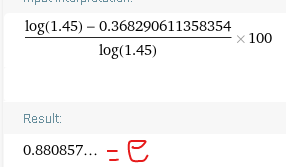 Input interpretation:
log(1.45) − 0.368290611358354
log(1.45)
× 100
Result:
0.880857… = E